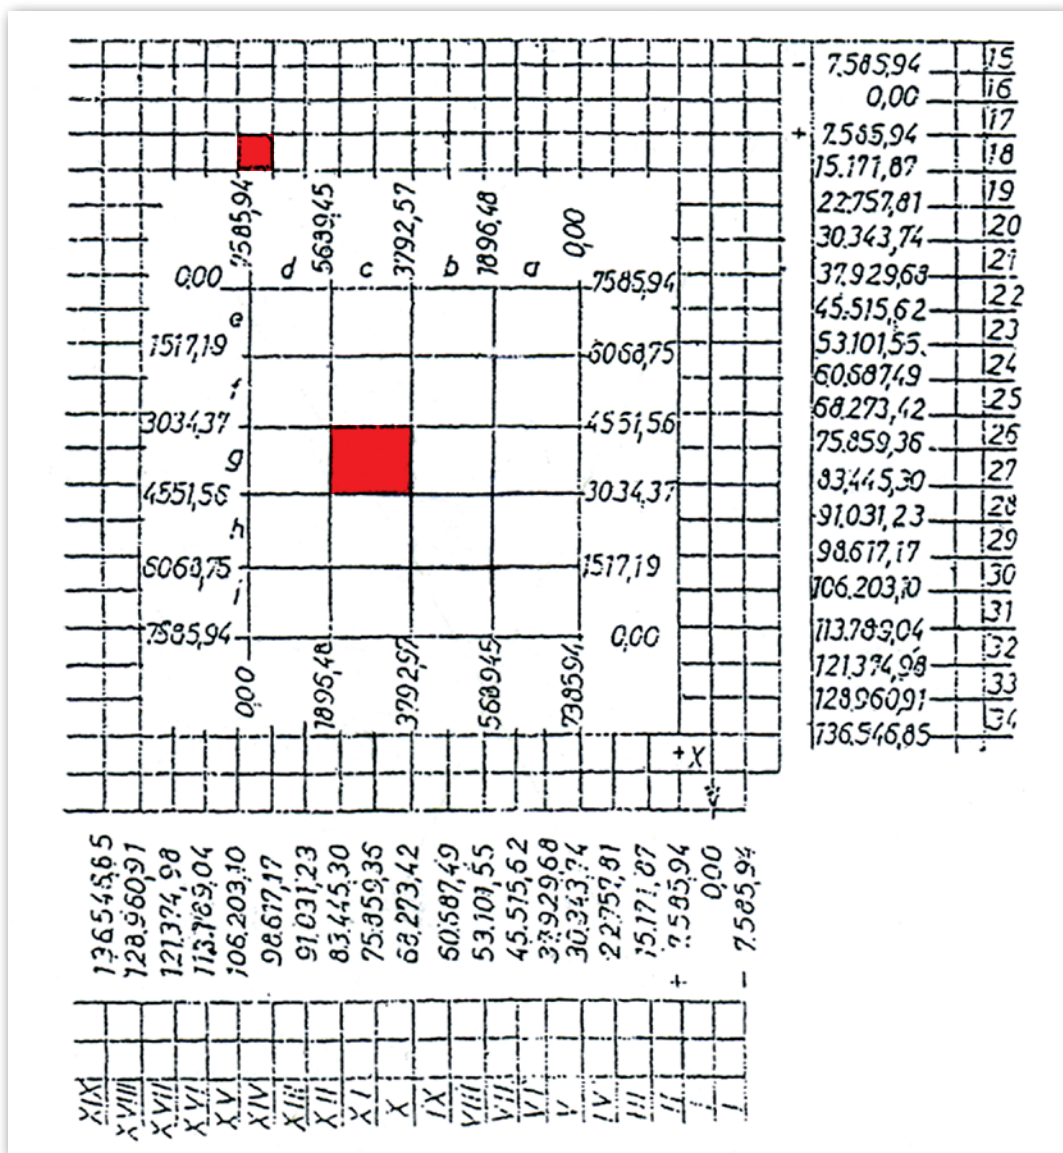 - 7.585,94 15
0,00 16
+ 7.585,94 17
15.171,87 18
22.757,81 19
30.343,74 20
37.929,68 21
45.515,62 22
53.101,55 23
60.687,49 24
68.273,42 25
75.859,36 26
83.445,30 27
91.031,23 28
98.617,17 29
106.203,10 30
113.789,04 31
121.374,98 32
128.960,91 33
136.546,85 34
7585,94 5689,45 3792,57 1896,48 0,00
d c b a
0,00 7585,94
e
1517,19 6068,75
f
3034,37 4551,56
g
4551,56 3034,37
h
6068,75 1517,19
i
7585,94 0,00
0,00 1896,48 3792,97 5689,45 7585,94
+X
136.546,85 128.960,91 121.374,98 113.789,04 106.203,10 98.617,17 91.031,23 83.445,30 75.859,36 68.273,42 60.687,49 53.101,55 45.515,62 37.929,68 30.343,74 22.757,81 15.171,87 + 7.585,94 0,00 - 7.585,94
XIX XVIII XVII XVI XV XIV XIII XII XI X IX VIII VII VI V IV III II I I